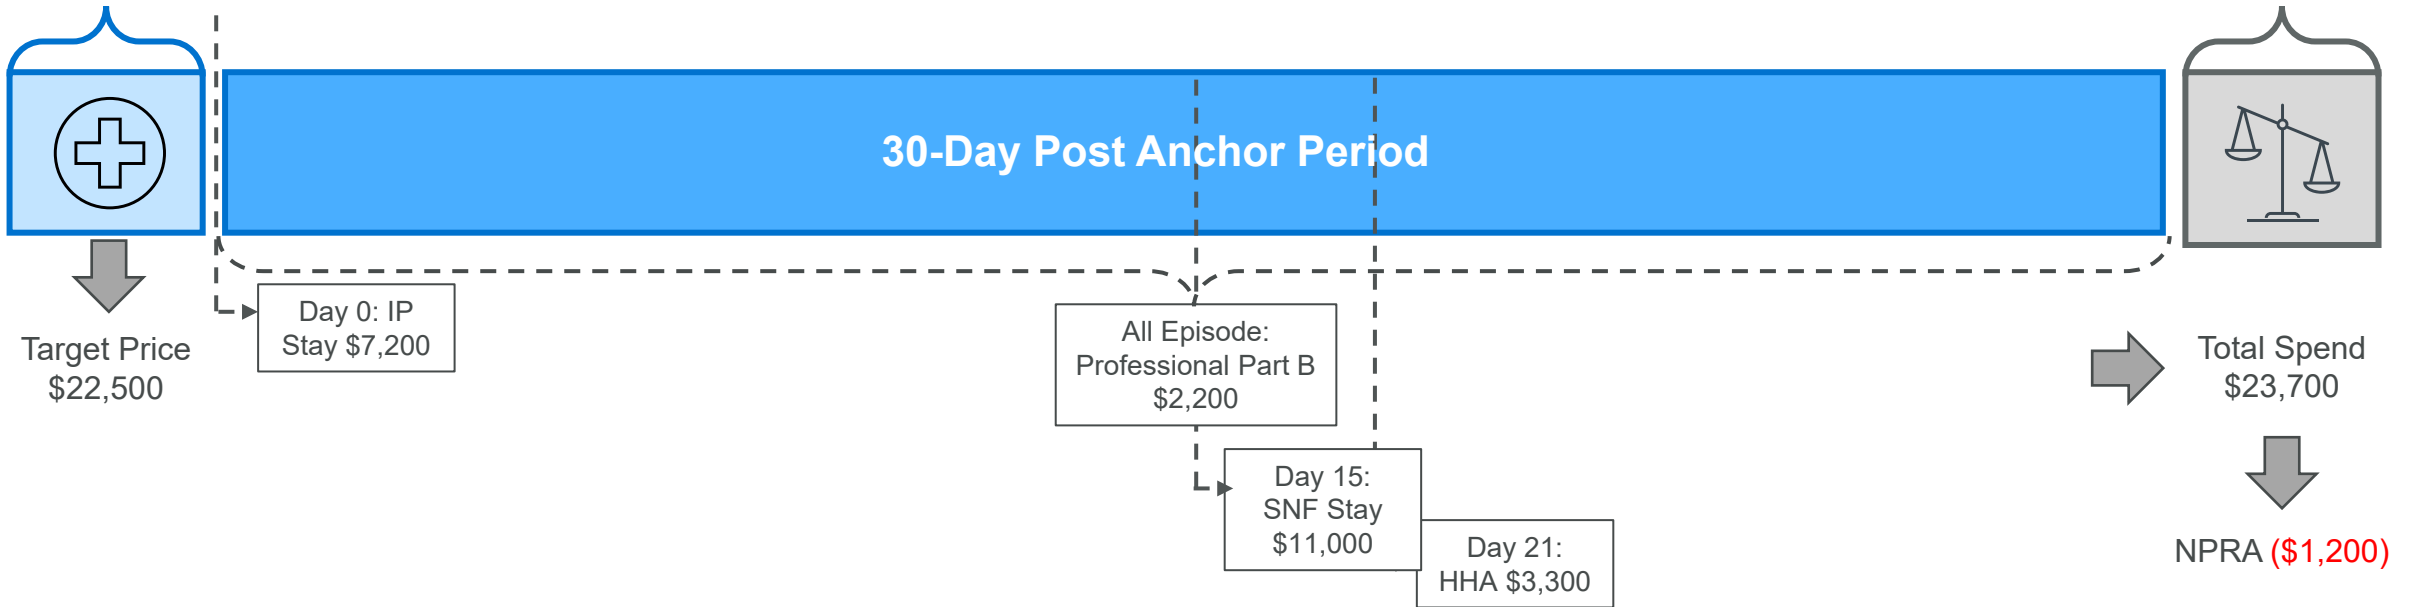 30-Day Post Anchor Period
Target Price
$22,500
Day 0: IP
Stay $7,200
All Episode:
Professional Part B
$2,200
Day 15:
SNF Stay
$11,000
Day 21:
HHA $3,300
Total Spend
$23,700
NPRA ($1,200)